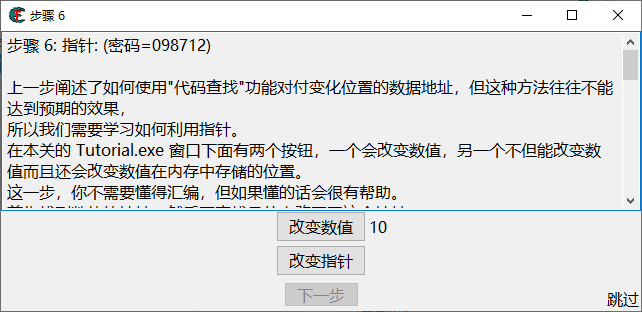 步骤 6
步骤 6: 指针: (密码=098712)
上一步阐述了如何使用"代码查找"功能对付变化位置的数据地址，但这种方法往往不能
达到预期的效果，
所以我们需要学习如何利用指针。
在本关的 Tutorial.exe 窗口下面有两个按钮，一个会改变数值，另一个不但能改变数
值而且还会改变数值在内存中存储的位置。
这一步，你不需要懂得汇编，但如果懂的话会很有帮助。
改变数值 10
改变指针
下一步
跳过